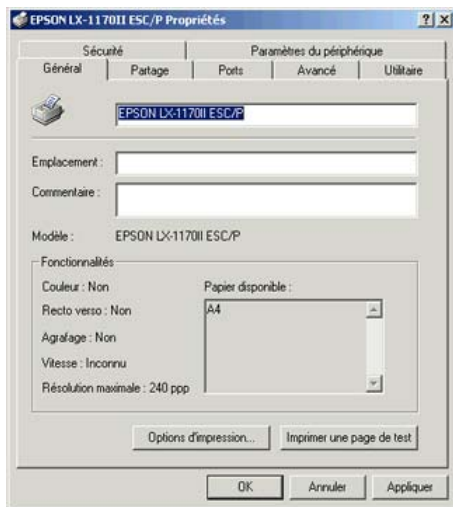 EPSON LX-1170II ESC/P Propriétés
Sécurité Paramètres du périphérique
Général Partage Ports Avancé Utilitaire
EPSON LX-1170II ESC/P
Emplacement :
Commentaire :
Modèle : EPSON LX-1170II ESC/P
Fonctionnalités
Couleur : Non Papier disponible :
Recto verso : Non A4
Agrafage : Non
Vitesse : Inconnu
Résolution maximale : 240 ppp
Options d'impression... Imprimer une page de test
OK Annuler Appliquer